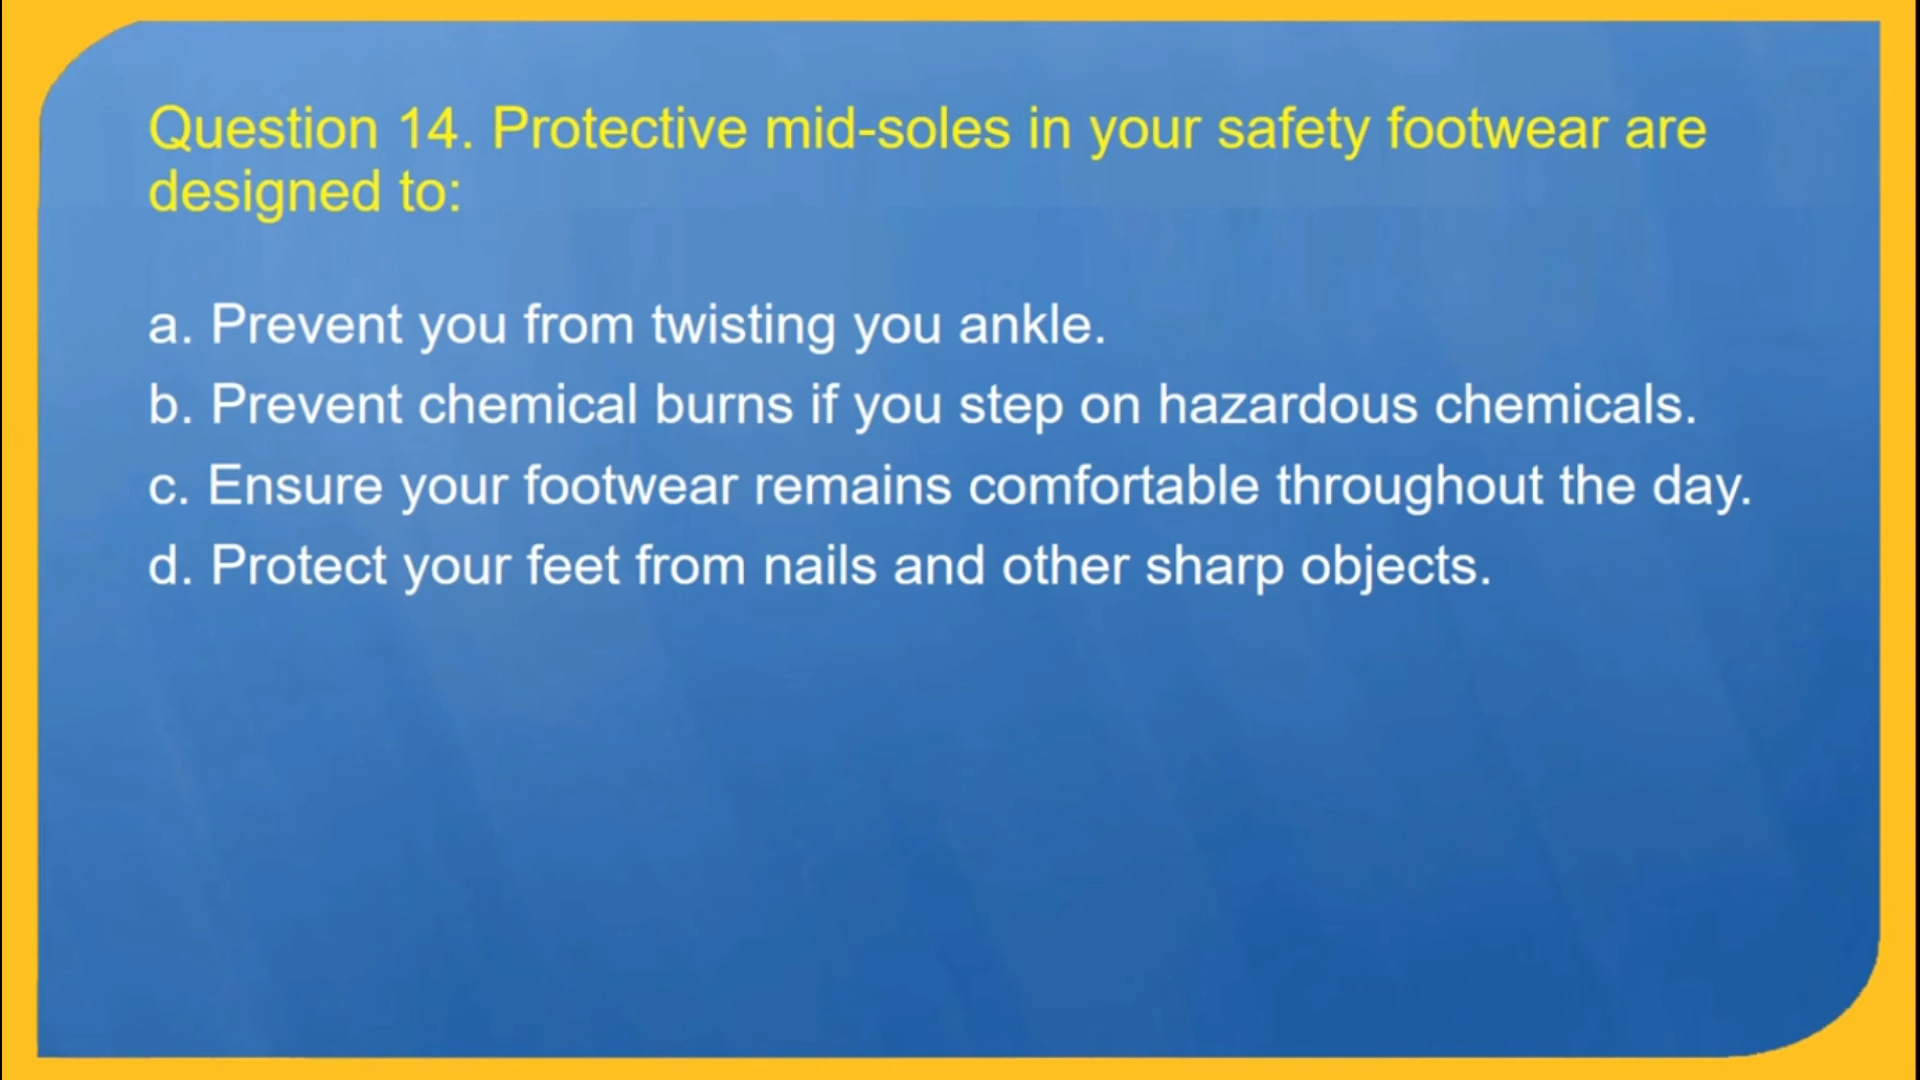 Question 14. Protective mid-soles in your safety footwear are
designed to:
a. Prevent you from twisting you ankle.
b. Prevent chemical burns if you step on hazardous chemicals.
c. Ensure your footwear remains comfortable throughout the day.
d. Protect your feet from nails and other sharp objects.